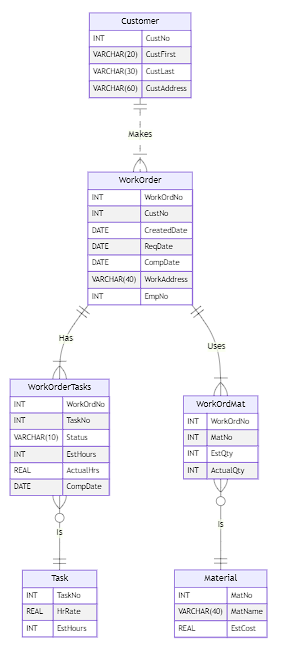 Customer
INT CustNo
VARCHAR(20) CustFirst
VARCHAR(30) CustLast
VARCHAR(60) CustAddress
Makes
WorkOrder
INT WorkOrdNo
INT CustNo
DATE CreatedDate
DATE ReqDate
DATE CompDate
VARCHAR(40) WorkAddress
INT EmpNo
Has
Uses
WorkOrderTasks
INT WorkOrdNo
INT TaskNo
VARCHAR(10) Status
INT EstHours
REAL ActualHrs
DATE CompDate
WorkOrdMat
INT WorkOrdNo
INT MatNo
INT EstQty
INT ActualQty
Is
Is
Task
INT TaskNo
REAL HrRate
INT EstHours
Material
INT MatNo
VARCHAR(40) MatName
REAL EstCost